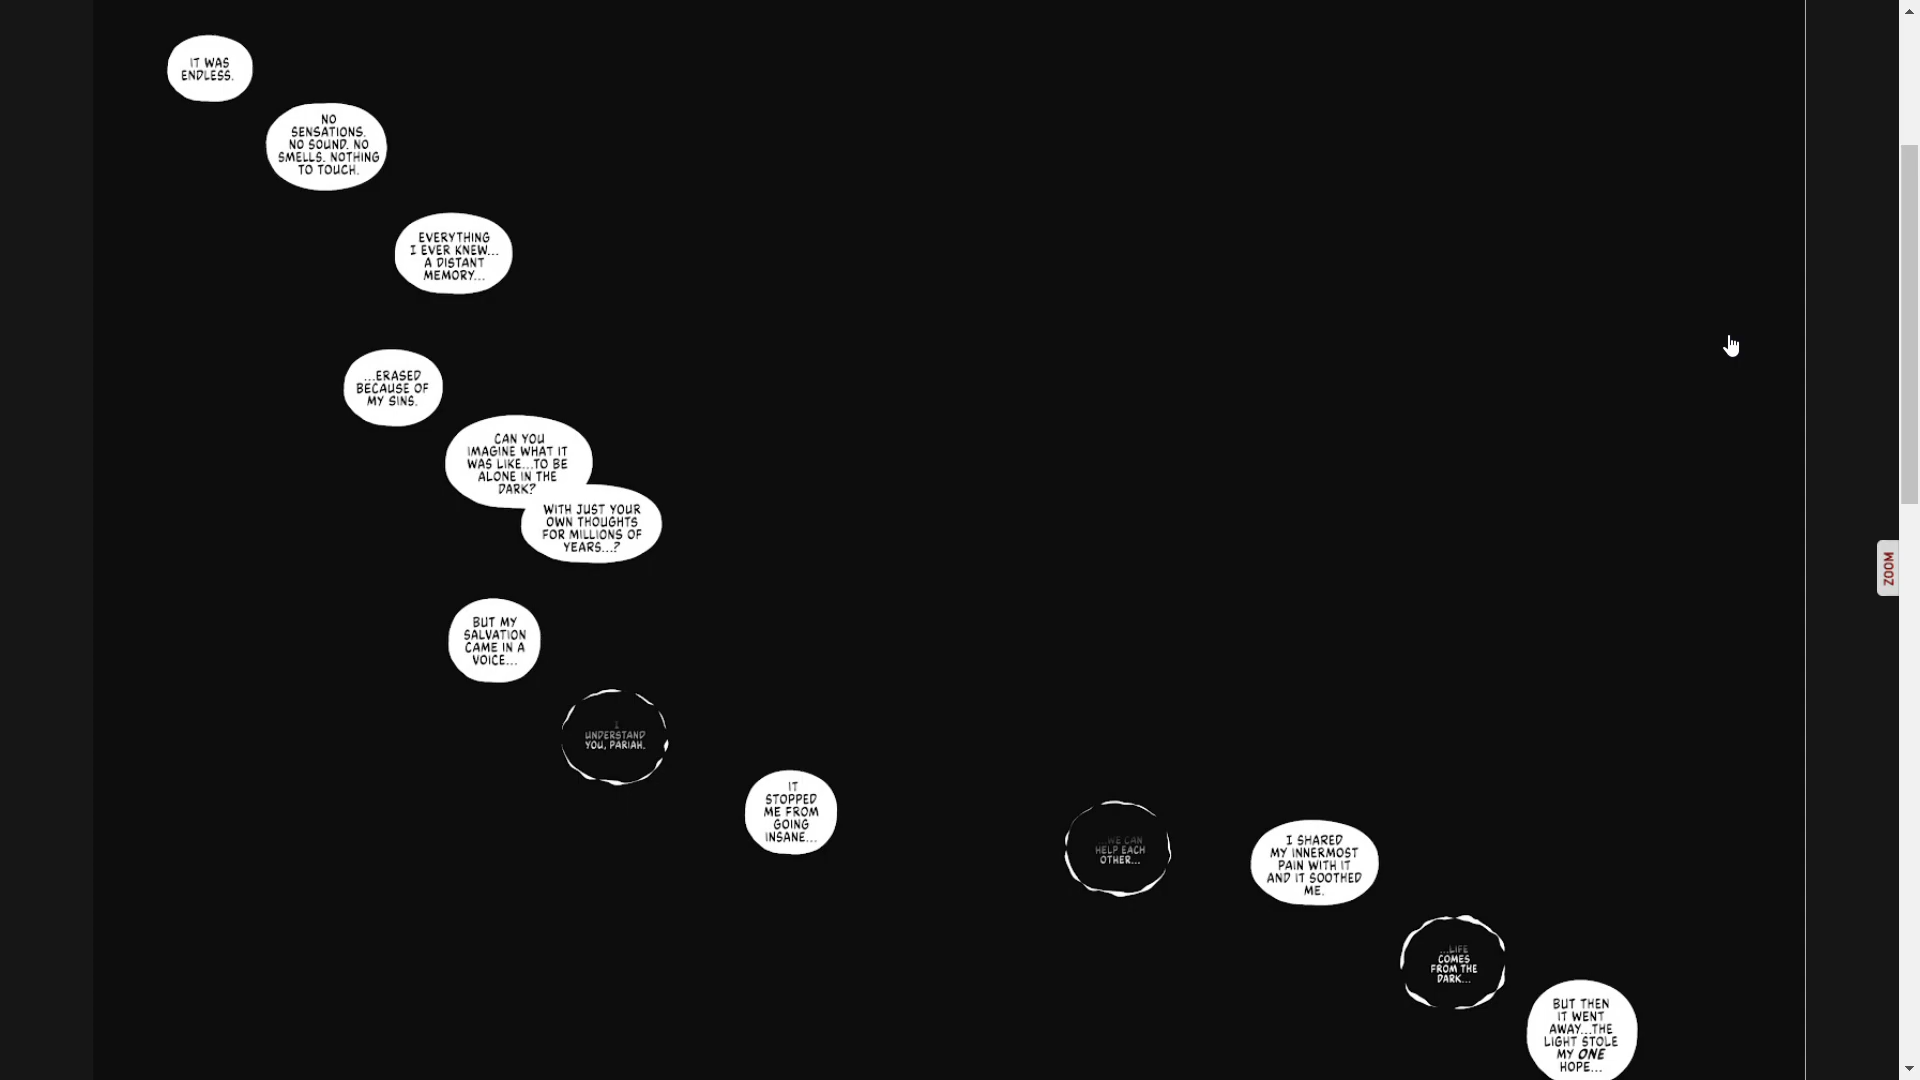 IT WAS
ENDLESS.
NO
SENSATIONS.
NO SOUND. NO
SMELLS. NOTHING
TO TOUCH.
EVERYTHING
I EVER KNEW...
A DISTANT
MEMORY...
...ERASED
BECAUSE OF
MY SINS.
CAN YOU
IMAGINE WHAT IT
WAS LIKE...TO BE
ALONE IN THE
DARK?
WITH JUST YOUR
OWN THOUGHTS
FOR MILLIONS OF
YEARS...?
BUT MY
SALVATION
CAME IN A
VOICE...
I
UNDERSTAND
YOU, PARIAH.
IT
STOPPED
ME FROM
GOING
INSANE...
...WE CAN
HELP EACH
OTHER...
I SHARED
MY INNERMOST
PAIN WITH IT
AND IT SOOTHED
ME.
...LIFE
COMES
FROM THE
DARK...
BUT THEN
IT WENT
AWAY...THE
LIGHT STOLE
MY ONE
HOPE...
ZOOM